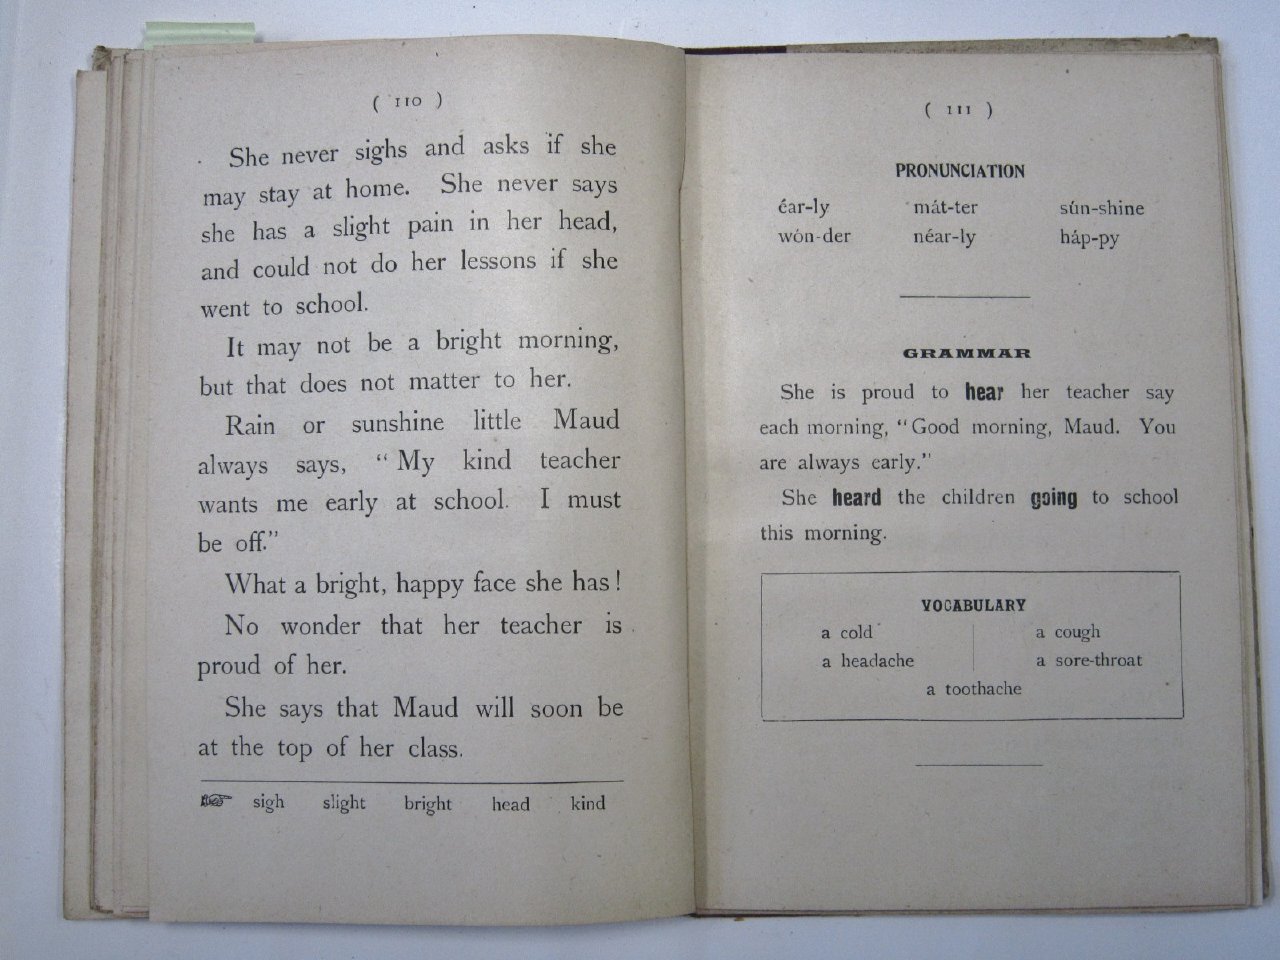 ( 110 )
She never sighs and asks if she
may stay at home. She never says
she has a slight pain in her head,
and could not do her lessons if she
went to school.
It may not be a bright morning,
but that does not matter to her.
Rain or sunshine little Maud
always says, “ My kind teacher
wants me early at school. I must
be off.”
What a bright, happy face she has !
No wonder that her teacher is
proud of her.
She says that Maud will soon be
at the top of her class.
☞ sigh slight bright head kind
( 111 )
PRONUNCIATION
éar-ly mát-ter sún-shine
wón-der néar-ly háp-py
GRAMMAR
She is proud to hear her teacher say
each morning, “Good morning, Maud. You
are always early.”
She heard the children going to school
this morning.
VOCABULARY
a cold a cough
a headache a sore-throat
a toothache